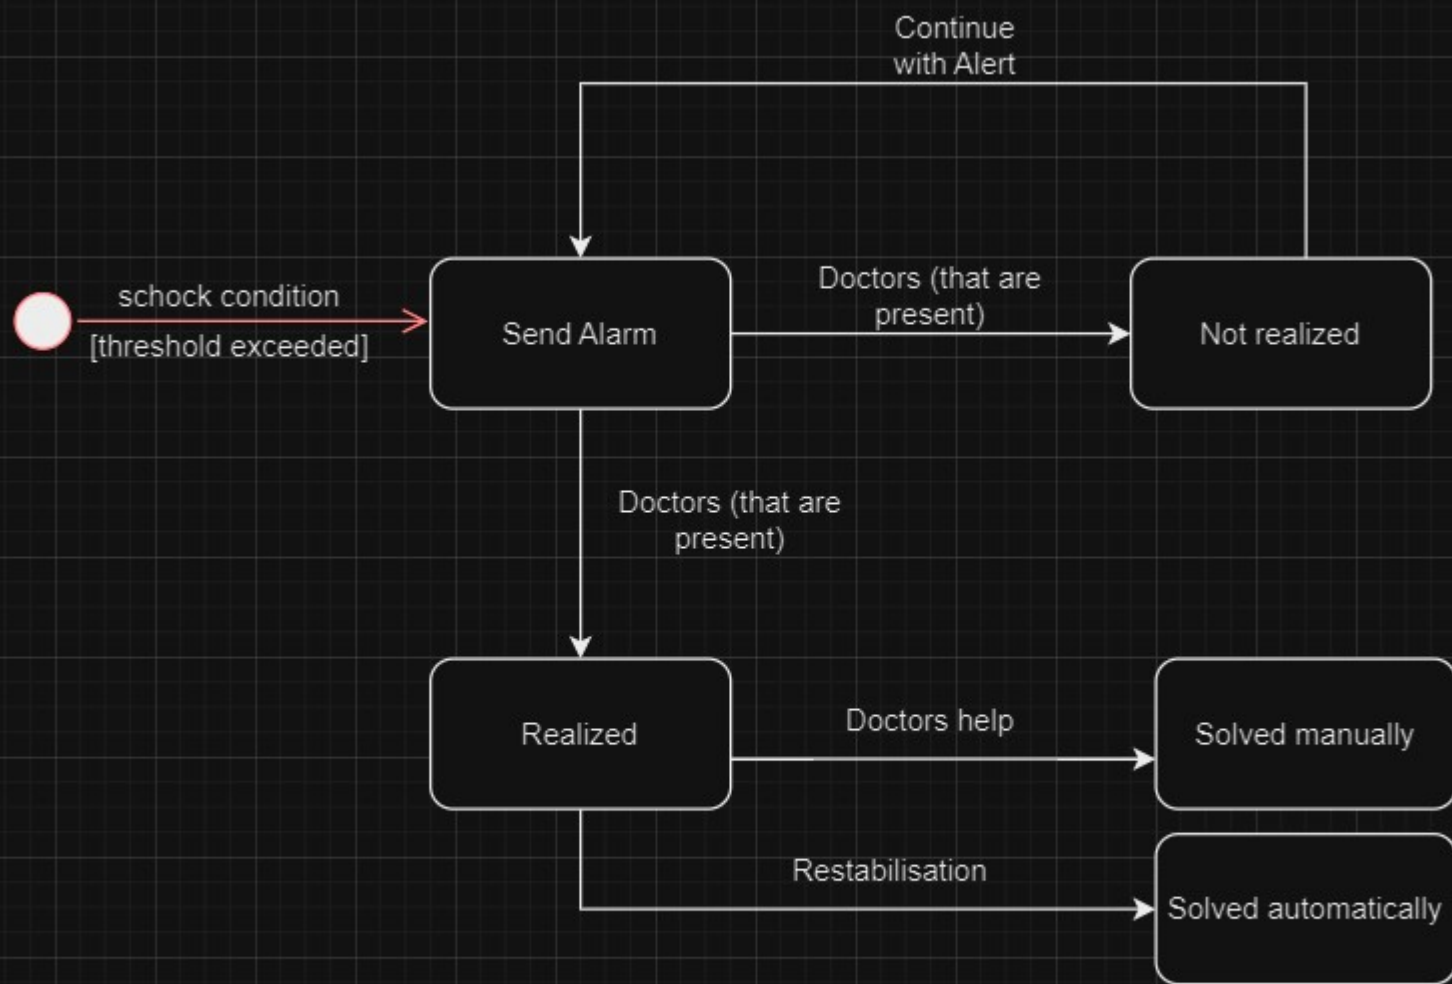 Continue
with Alert
schock condition
[threshold exceeded]
Send Alarm
Doctors (that are
present)
Not realized
Doctors (that are
present)
Realized
Doctors help
Solved manually
Restabilisation
Solved automatically